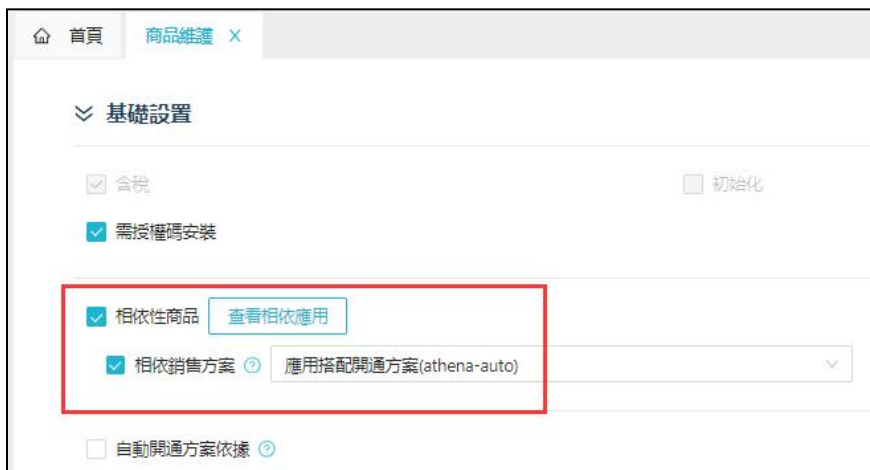 首頁 商品維護 X
基礎設置
含稅 初始化
需授權碼安裝
相依性商品 查看相依應用
相依銷售方案 ? 應用搭配開通方案(athena-auto)
自動開通方案依據 ?